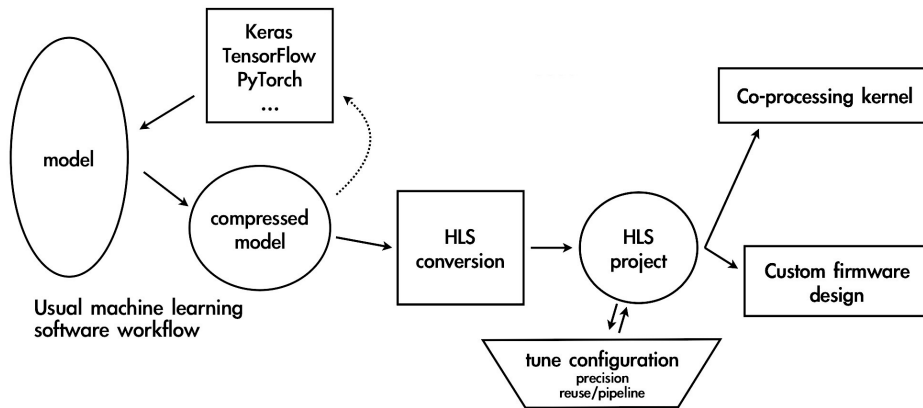 Keras
TensorFlow
PyTorch
...
model
compressed
model
Usual machine learning
software workflow
HLS
conversion
HLS
project
tune configuration
precision
reuse/pipeline
Co-processing kernel
Custom firmware
design